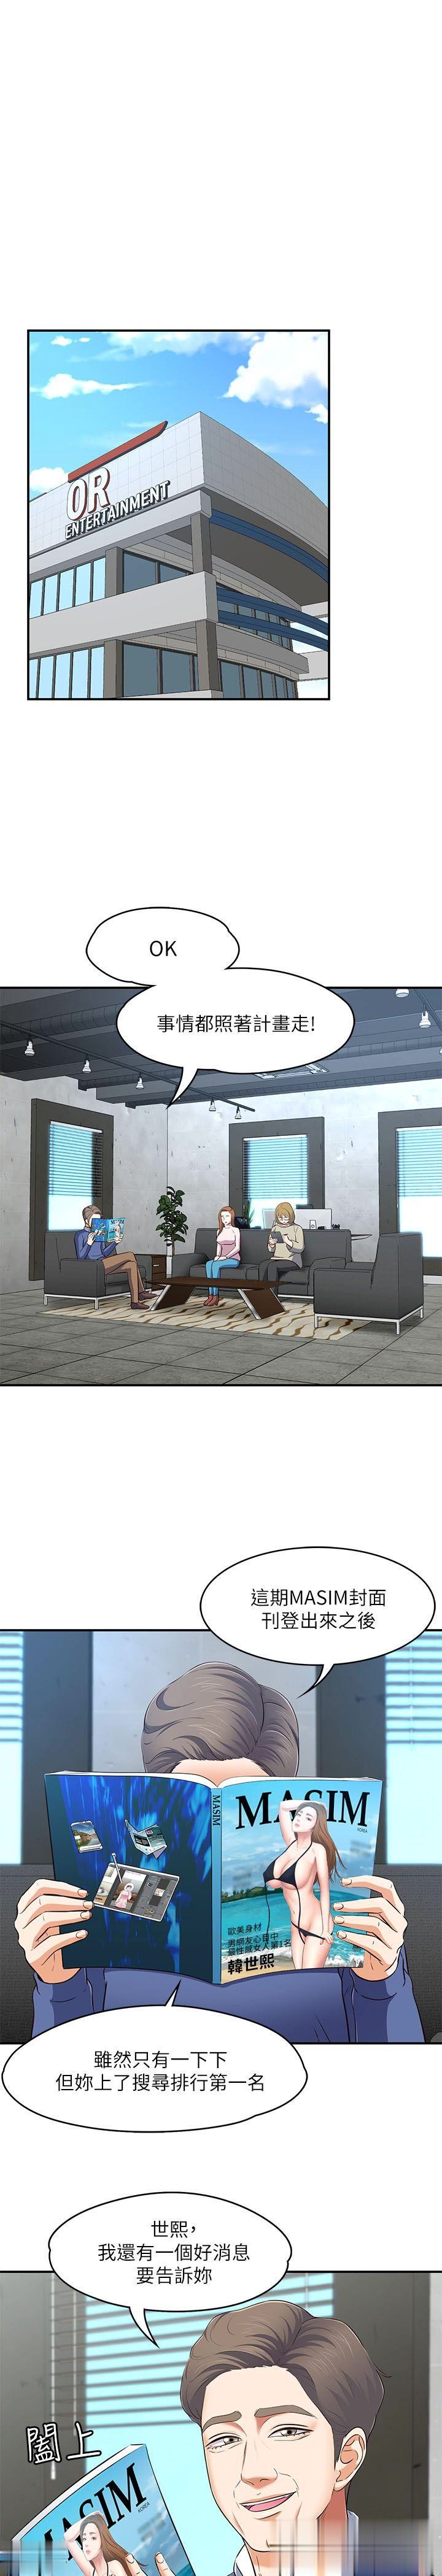 OR
ENTERTAINMENT
OK
事情都照著計畫走!
這期MASIM封面
刊登出來之後
MASIM
MASIM
KOREA
歐美身材
男網友心目中
最性感女人第1名
韓世熙
雖然只有一下下
但妳上了搜尋排行第一名
世熙,
我還有一個好消息
要告訴妳
闔上
MASIM
KOREA